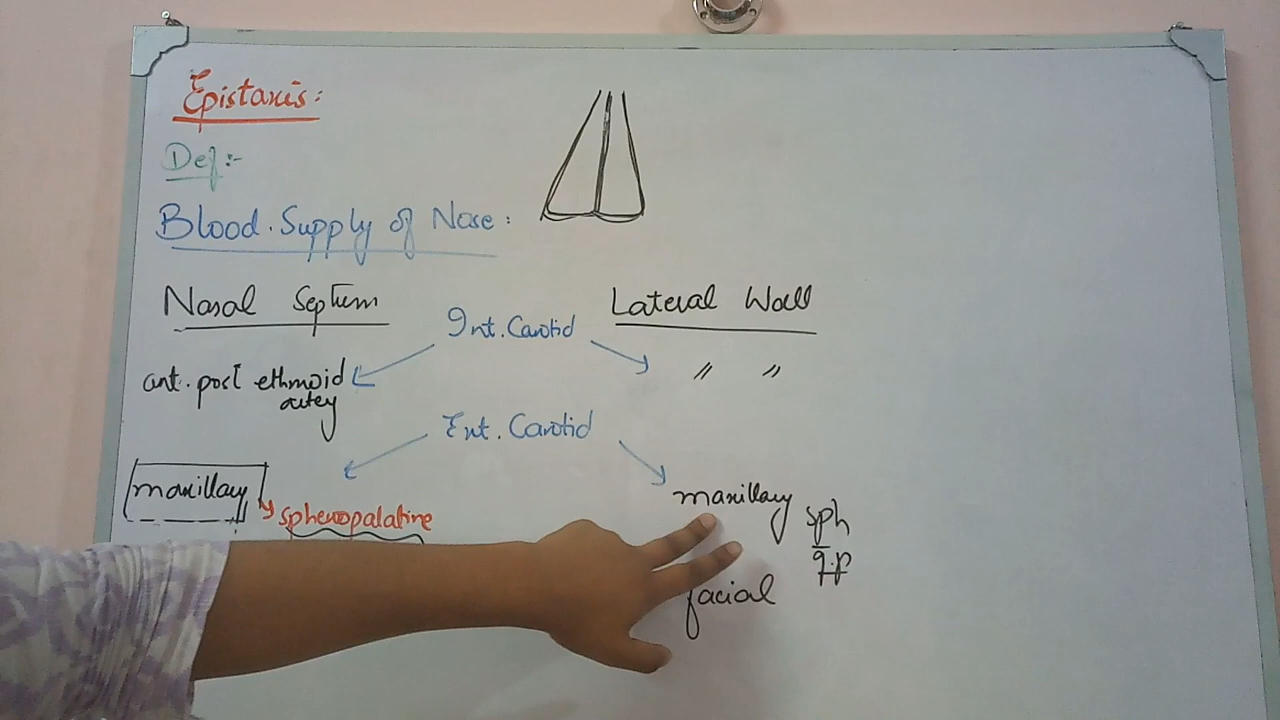 Epistaxis:
Def:-
Blood. Supply of Nose:
Nasal Septum
Lateral Wall
Int. Carotid
ant. post ethmoid
artey
〃 〃
Ext. Carotid
maxillary
sphenopalatine
maxillary
sph
g.p
facial